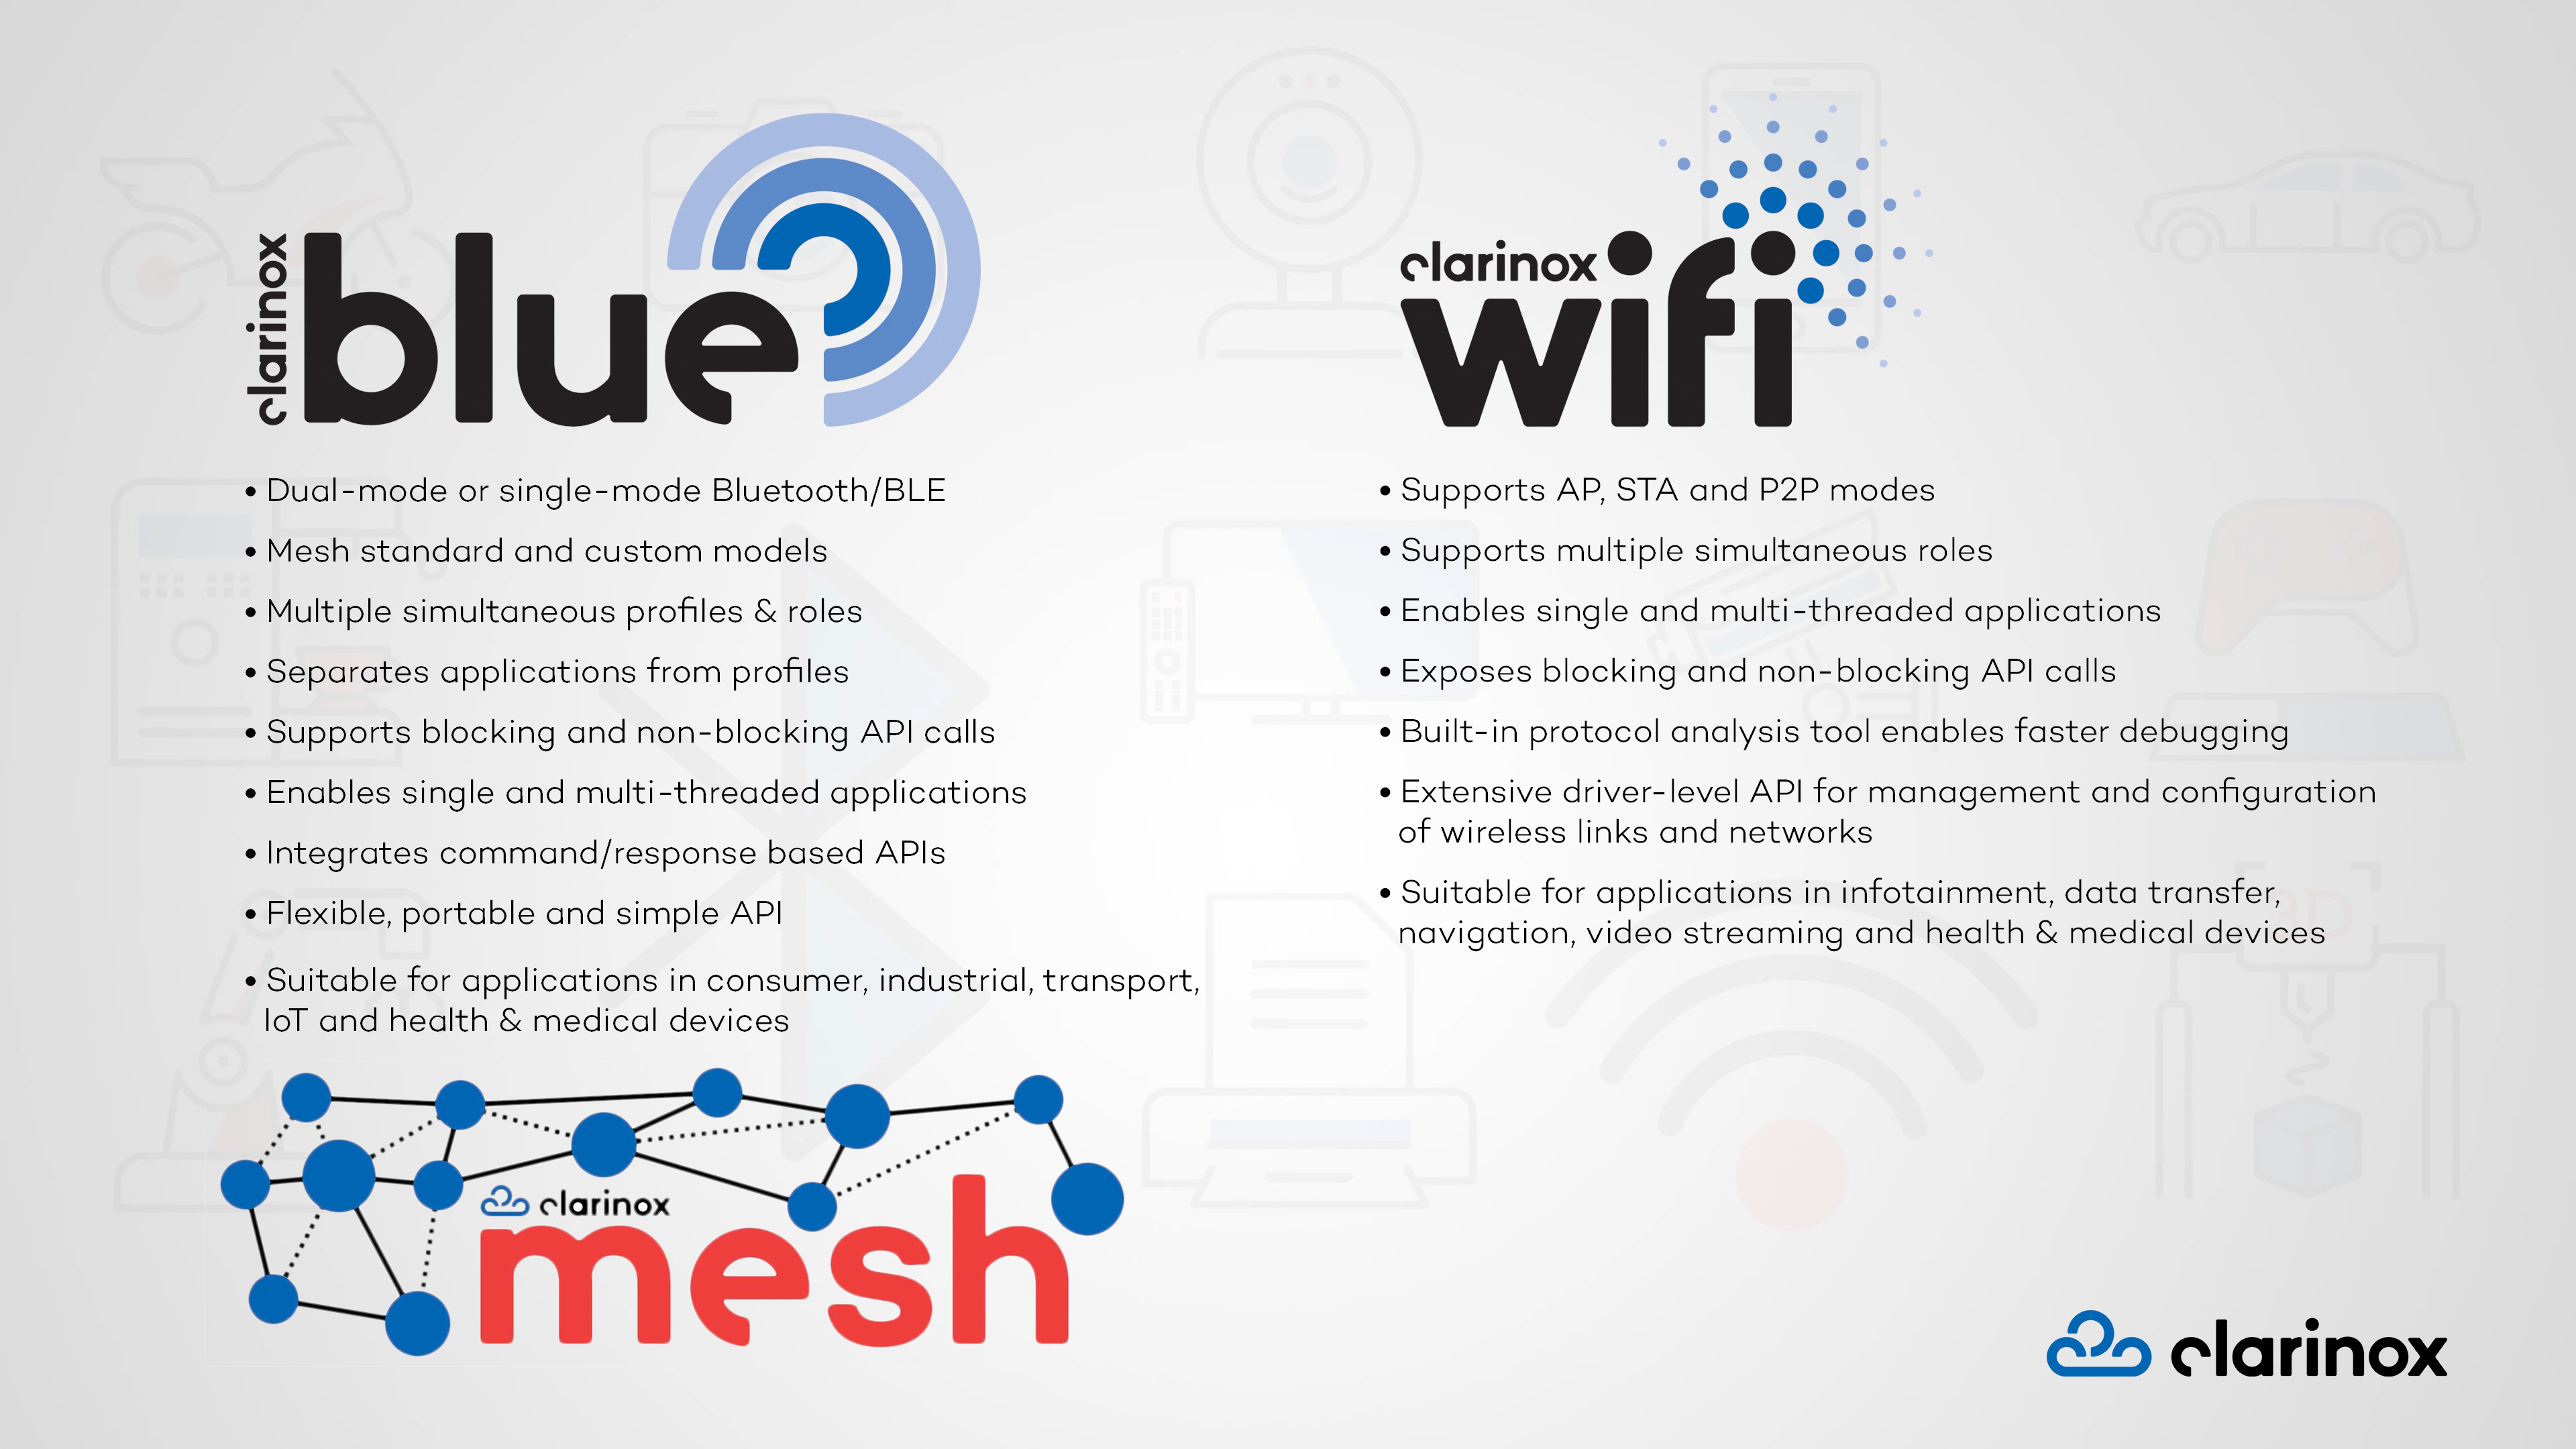 clarinox
blue
• Dual-mode or single-mode Bluetooth/BLE
• Mesh standard and custom models
• Multiple simultaneous profiles & roles
• Separates applications from profiles
• Supports blocking and non-blocking API calls
• Enables single and multi-threaded applications
• Integrates command/response based APIs
• Flexible, portable and simple API
• Suitable for applications in consumer, industrial, transport,
IoT and health & medical devices
clarinox
mesh
clarinox
wifi
• Supports AP, STA and P2P modes
• Supports multiple simultaneous roles
• Enables single and multi-threaded applications
• Exposes blocking and non-blocking API calls
• Built-in protocol analysis tool enables faster debugging
• Extensive driver-level API for management and configuration
of wireless links and networks
• Suitable for applications in infotainment, data transfer,
navigation, video streaming and health & medical devices
3D
clarinox